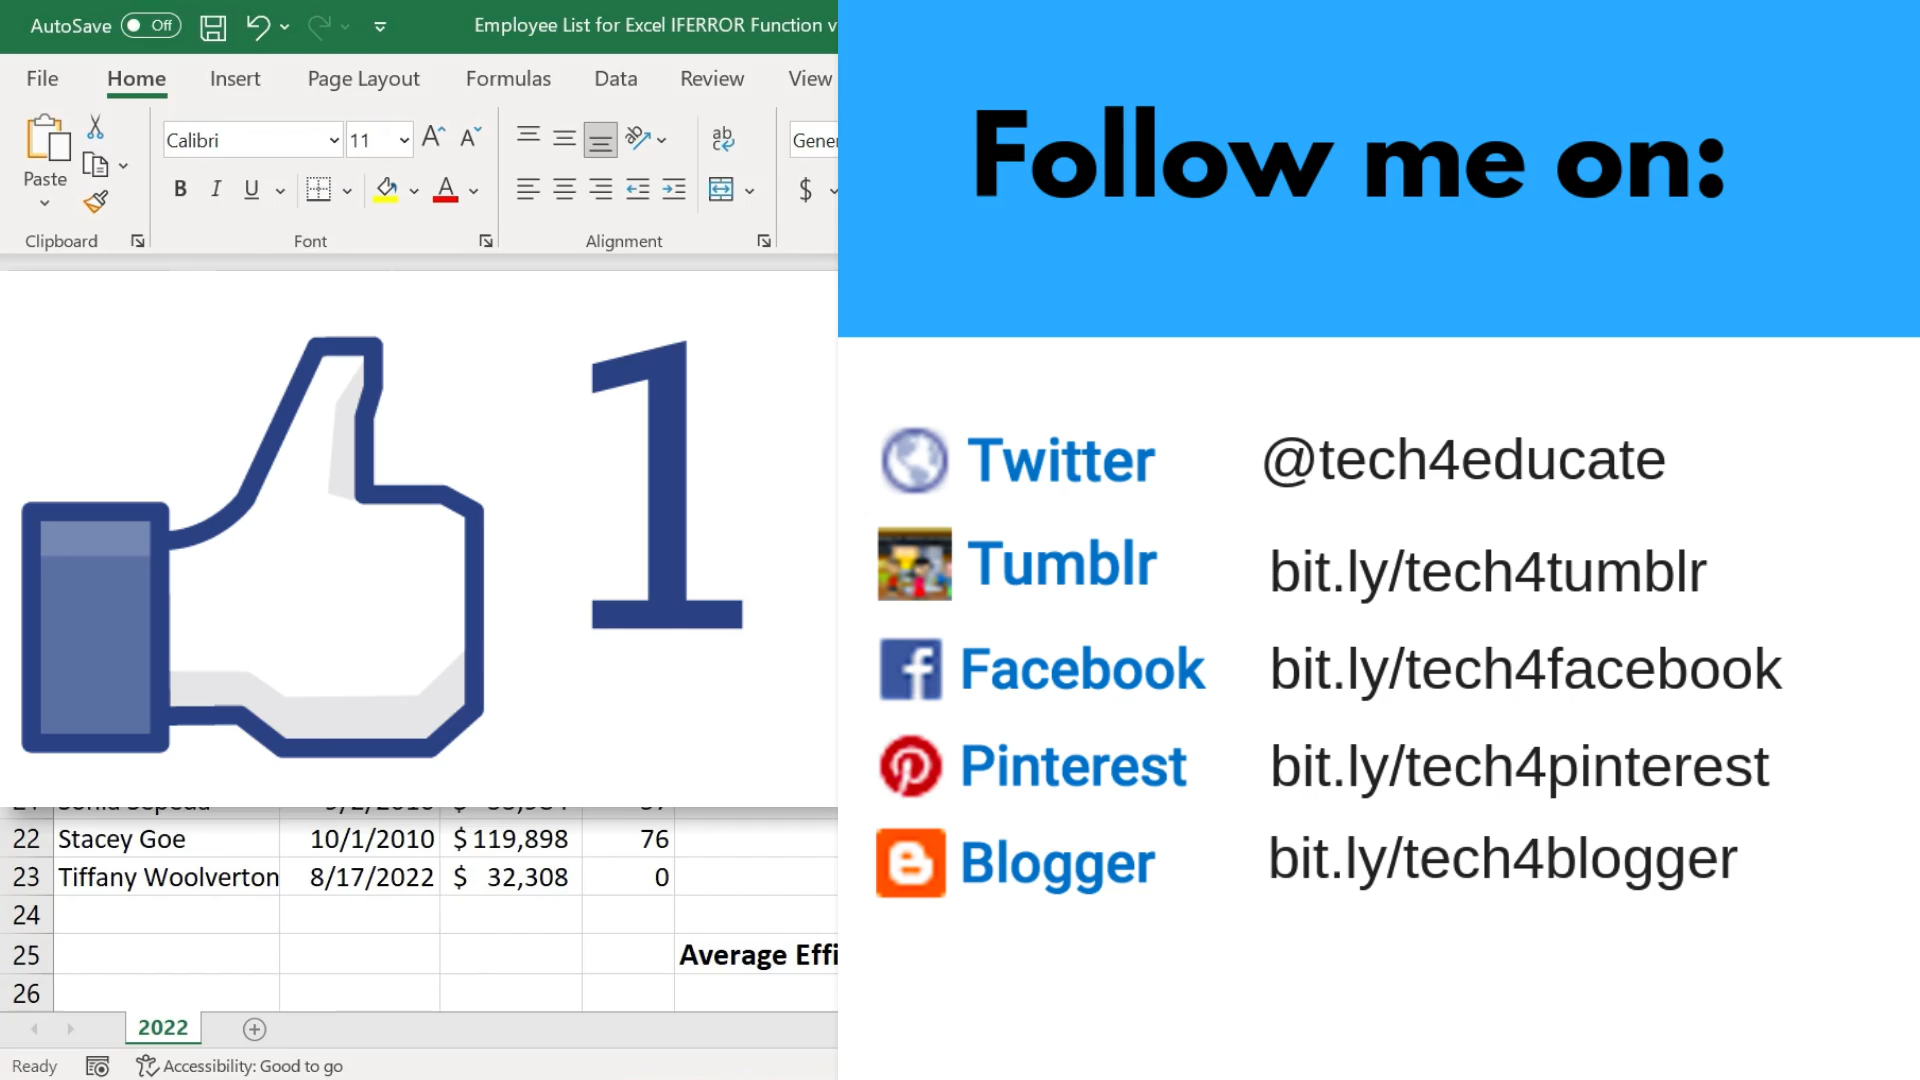 AutoSave Off
Employee List for Excel IFERROR Function v
File Home Insert Page Layout Formulas Data Review View
Calibri 11 A A ab
Paste
B I U A $
Clipboard Font Alignment
1
22 Stacey Goe 10/1/2010 $ 119,898 76
23 Tiffany Woolverton 8/17/2022 $ 32,308 0
24
25 Average Effi
26
2022
Ready Accessibility: Good to go
Follow me on:
Twitter @tech4educate
Tumblr bit.ly/tech4tumblr
Facebook bit.ly/tech4facebook
Pinterest bit.ly/tech4pinterest
Blogger bit.ly/tech4blogger